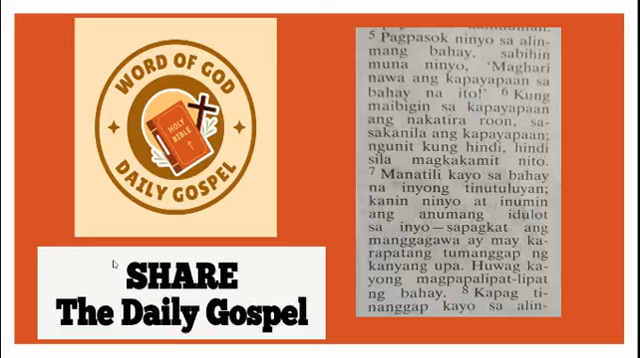 WORD OF GOD
HOLY BIBLE
DAILY GOSPEL
SHARE
The Daily Gospel
5 Pagpasok ninyo sa alin-
mang bahay, sabihin
muna ninyo, 'Maghari
nawa ang kapayapaan sa
bahay na ito!' 6 Kung
maibigin sa kapayapaan
ang nakatira roon, sa-
sakanila ang kapayapaan;
ngunit kung hindi, hindi
sila magkakamit nito.
7 Manatili kayo sa bahay
na inyong tinutuluyan;
kanin ninyo at inumin
ang anumang idulot
sa inyo—sapagkat ang
manggagawa ay may ka-
rapatang tumanggap ng
kanyang upa. Huwag ka-
yong magpapalipat-lipat
ng bahay. 8 Kapag ti-
nanggap kayo sa alin-